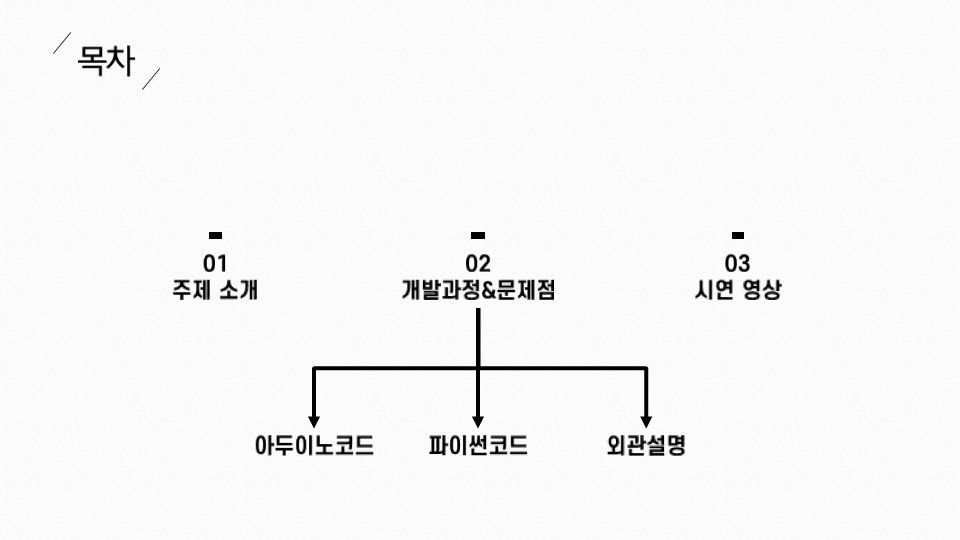 목차
01
주제 소개
02
개발과정&문제점
03
시연 영상
아두이노코드
파이썬코드
외관설명